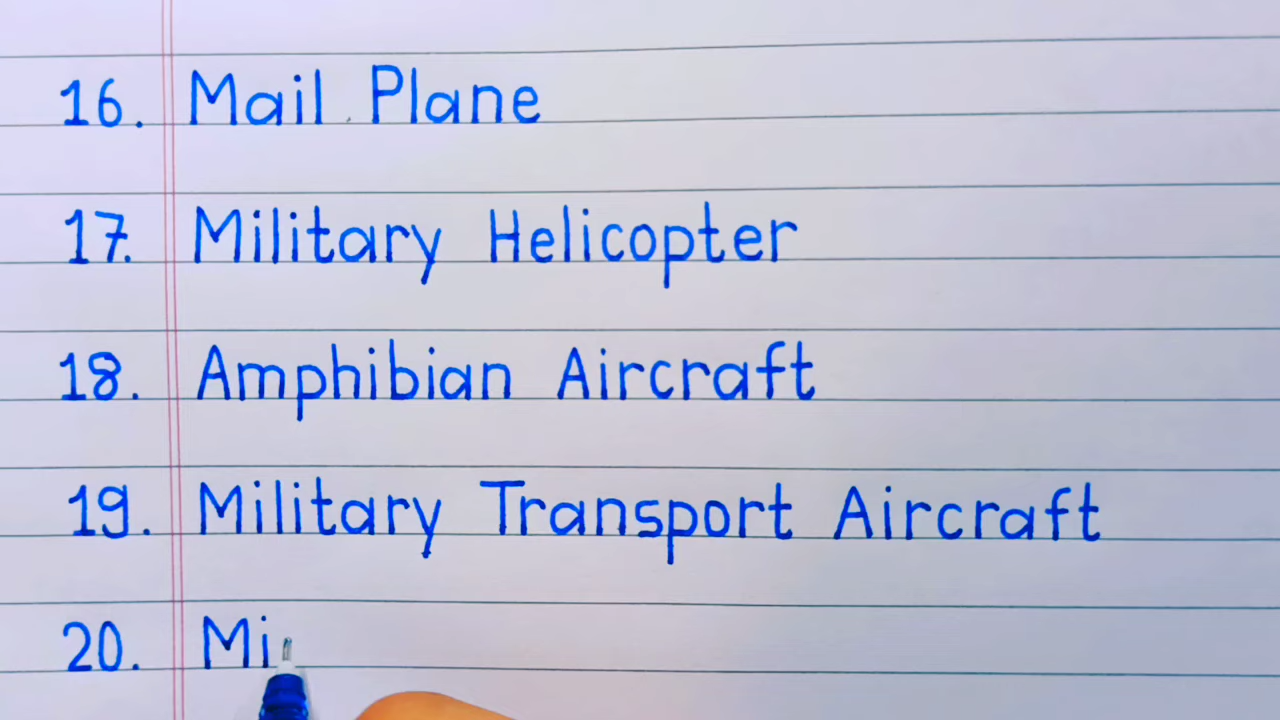 16. Mail Plane
17. Military Helicopter
18. Amphibian Aircraft
19. Military Transport Aircraft
20. Mi